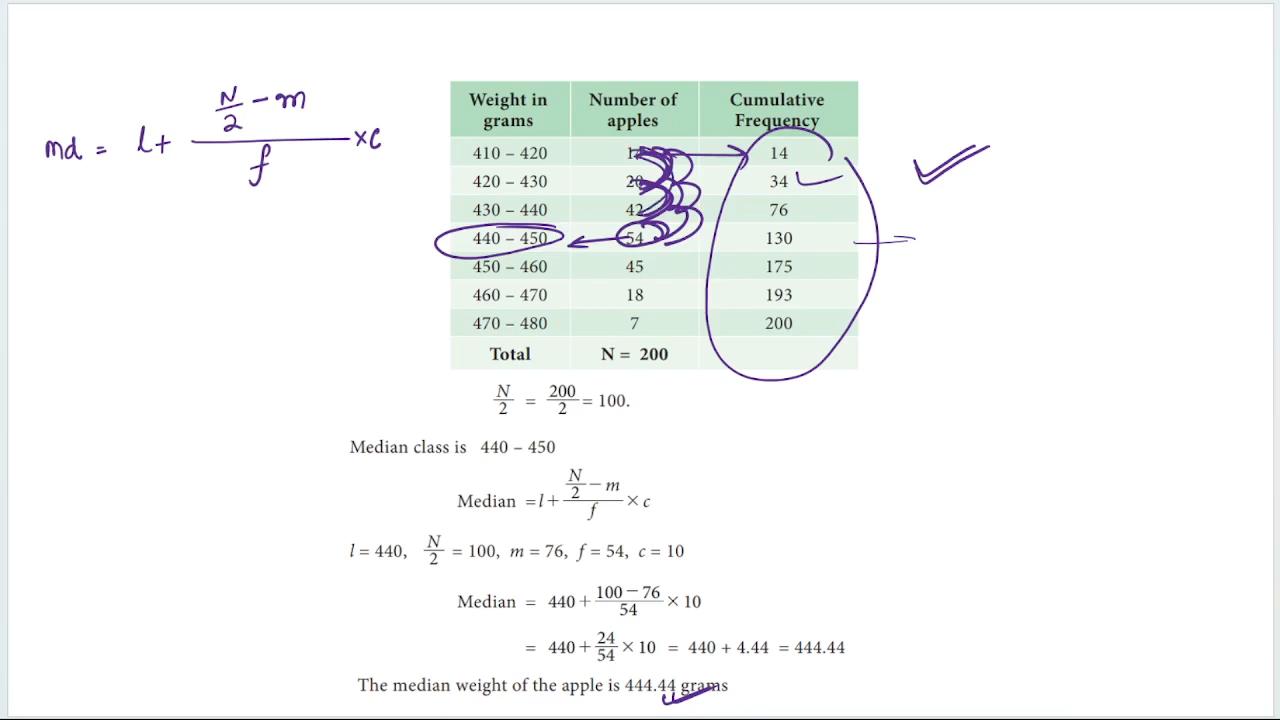 md = l + (N/2 − m)/f × c
Weight in grams | Number of apples | Cumulative Frequency
410 – 420 | 14
420 – 430 | 20 | 34
430 – 440 | 42 | 76
440 – 450 | 54 | 130
450 – 460 | 45 | 175
460 – 470 | 18 | 193
470 – 480 | 7 | 200
Total | N = 200
N/2 = 200/2 = 100.
Median class is 440 – 450
Median = l + (N/2 − m)/f × c
l = 440, N/2 = 100, m = 76, f = 54, c = 10
Median = 440 + (100 − 76)/54 × 10
= 440 + 24/54 × 10 = 440 + 4.44 = 444.44
The median weight of the apple is 444.44 grams